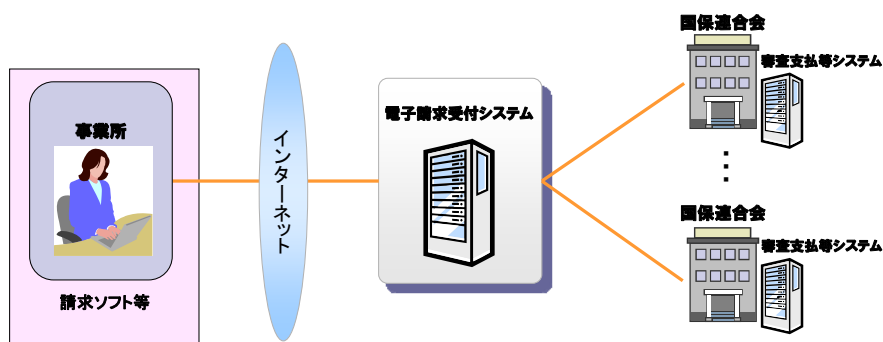 事業所
請求ソフト等
インターネット
電子請求受付システム
国保連合会
審査支払等システム
国保連合会
審査支払等システム